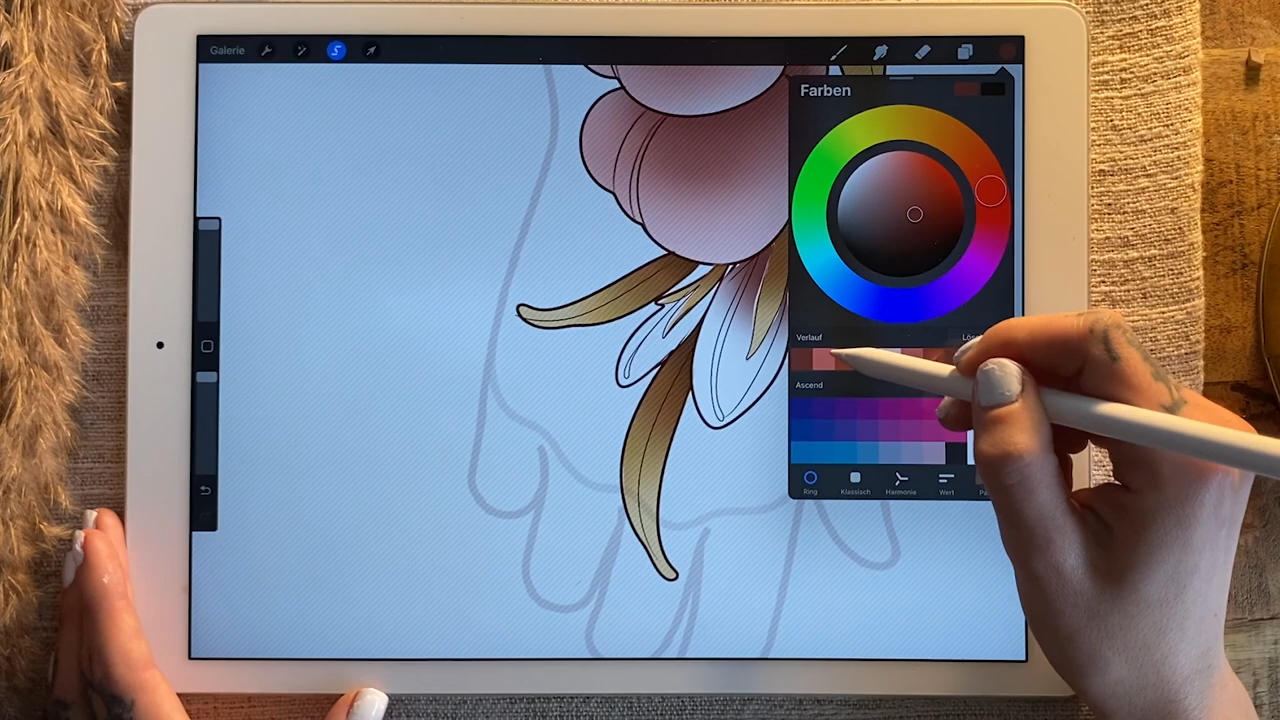 Galerie
Farben
Verlauf
Ascend
Ring Klassisch Harmonie Wert